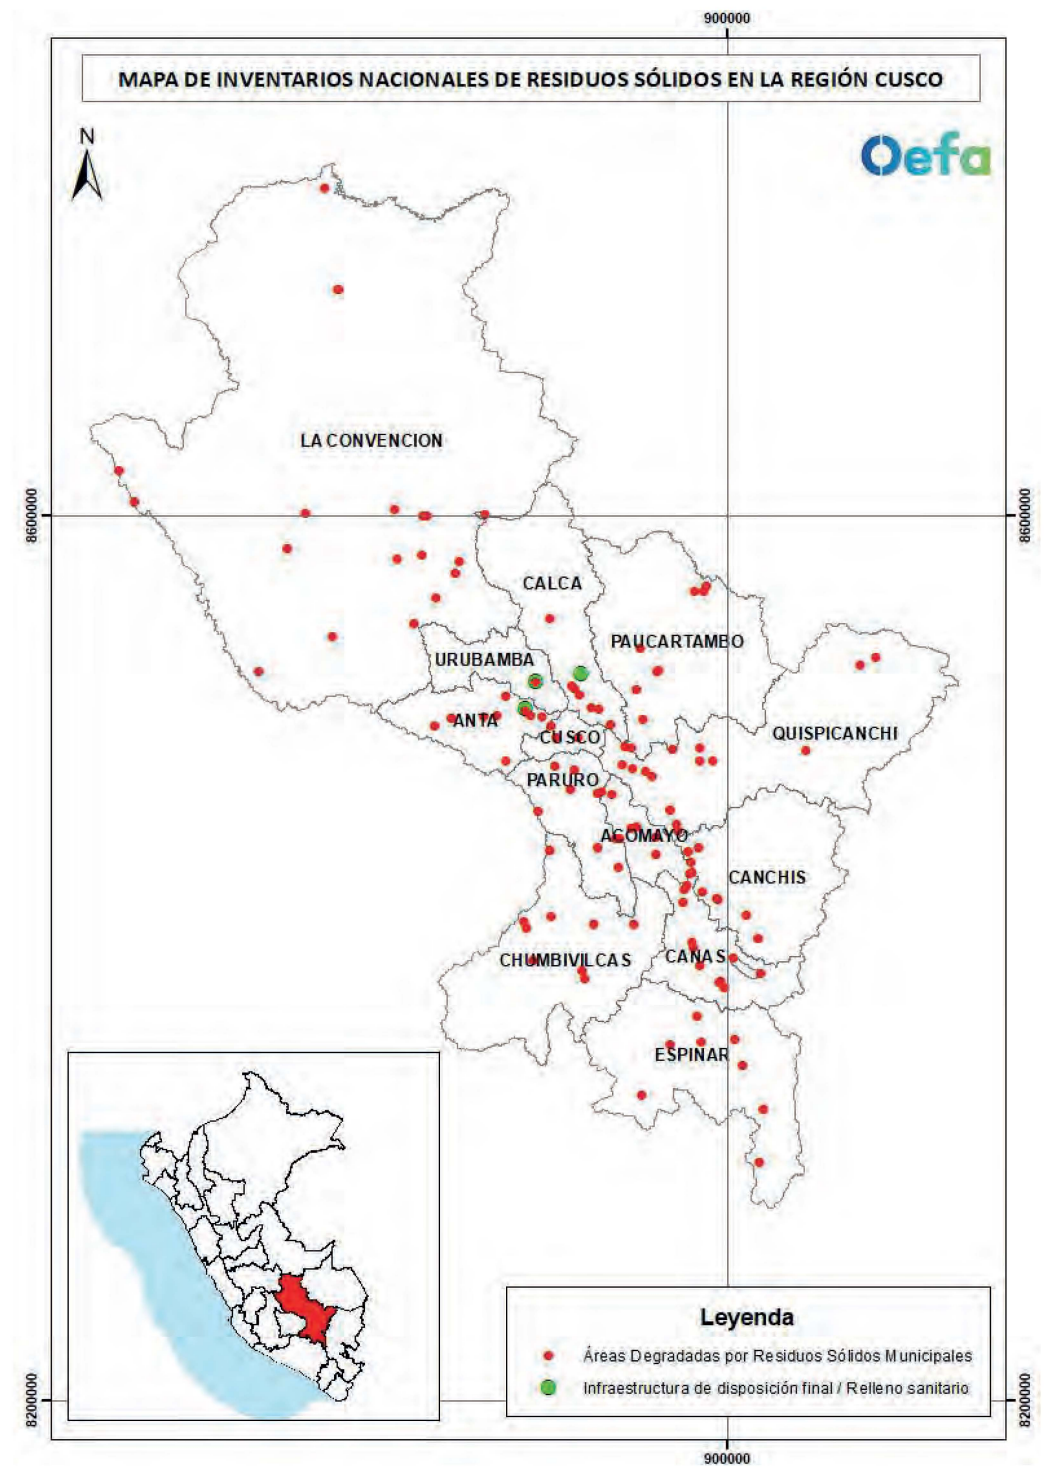 900000
MAPA DE INVENTARIOS NACIONALES DE RESIDUOS SÓLIDOS EN LA REGIÓN CUSCO
N
Oefa
LA CONVENCION
8600000
8600000
CALCA
PAUCARTAMBO
URUBAMBA
ANTA
QUISPICANCHI
CUSCO
PARURO
ACOMAYO
CANCHIS
CHUMBIVILCAS
CANAS
ESPINAR
Leyenda
Áreas Degradadas por Residuos Sólidos Municipales
Infraestructura de disposición final / Relleno sanitario
8200000
8200000
900000